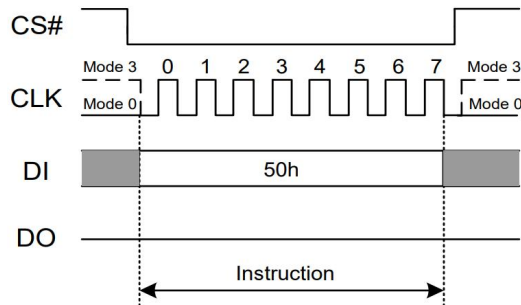 CS#
Mode 3 0 1 2 3 4 5 6 7 Mode 3
CLK
Mode 0 Mode 0
DI 50h
DO
Instruction